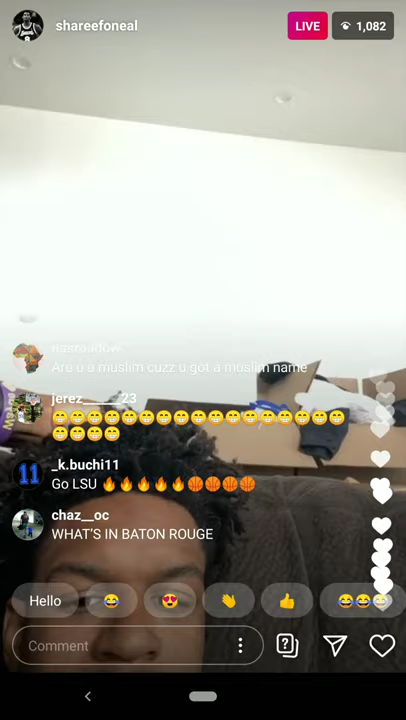 shareefoneal
LIVE
1,082
Are u a muslim cuzz u got a muslim name
jerez_____23
_k.buchi11
Go LSU
chaz__oc
WHAT'S IN BATON ROUGE
Hello
Comment